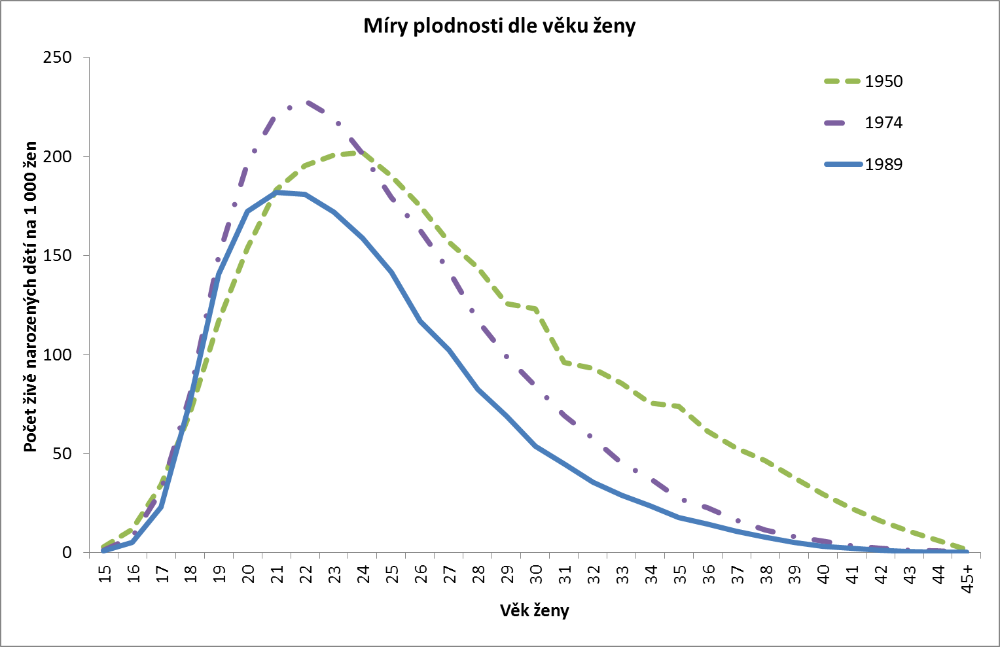 Míry plodnosti dle věku ženy
Počet živě narozených dětí na 1 000 žen
250
200
150
100
50
0
1950
1974
1989
15 16 17 18 19 20 21 22 23 24 25 26 27 28 29 30 31 32 33 34 35 36 37 38 39 40 41 42 43 44 45+
Věk ženy